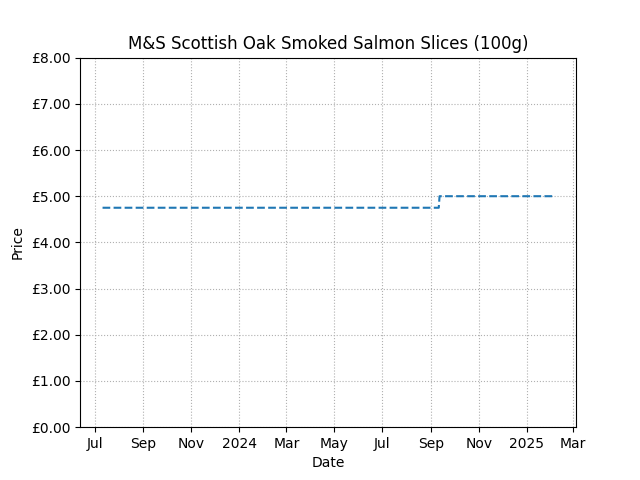 M&S Scottish Oak Smoked Salmon Slices (100g)
£8.00
£7.00
£6.00
£5.00
£4.00
£3.00
£2.00
£1.00
£0.00
Price
Jul Sep Nov 2024 Mar May Jul Sep Nov 2025 Mar
Date